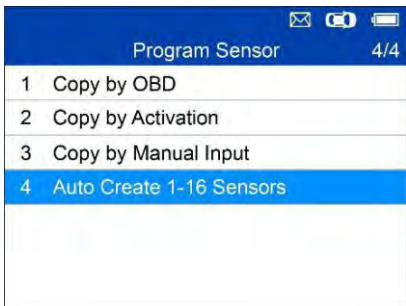 Program Sensor 4/4
1 Copy by OBD
2 Copy by Activation
3 Copy by Manual Input
4 Auto Create 1-16 Sensors